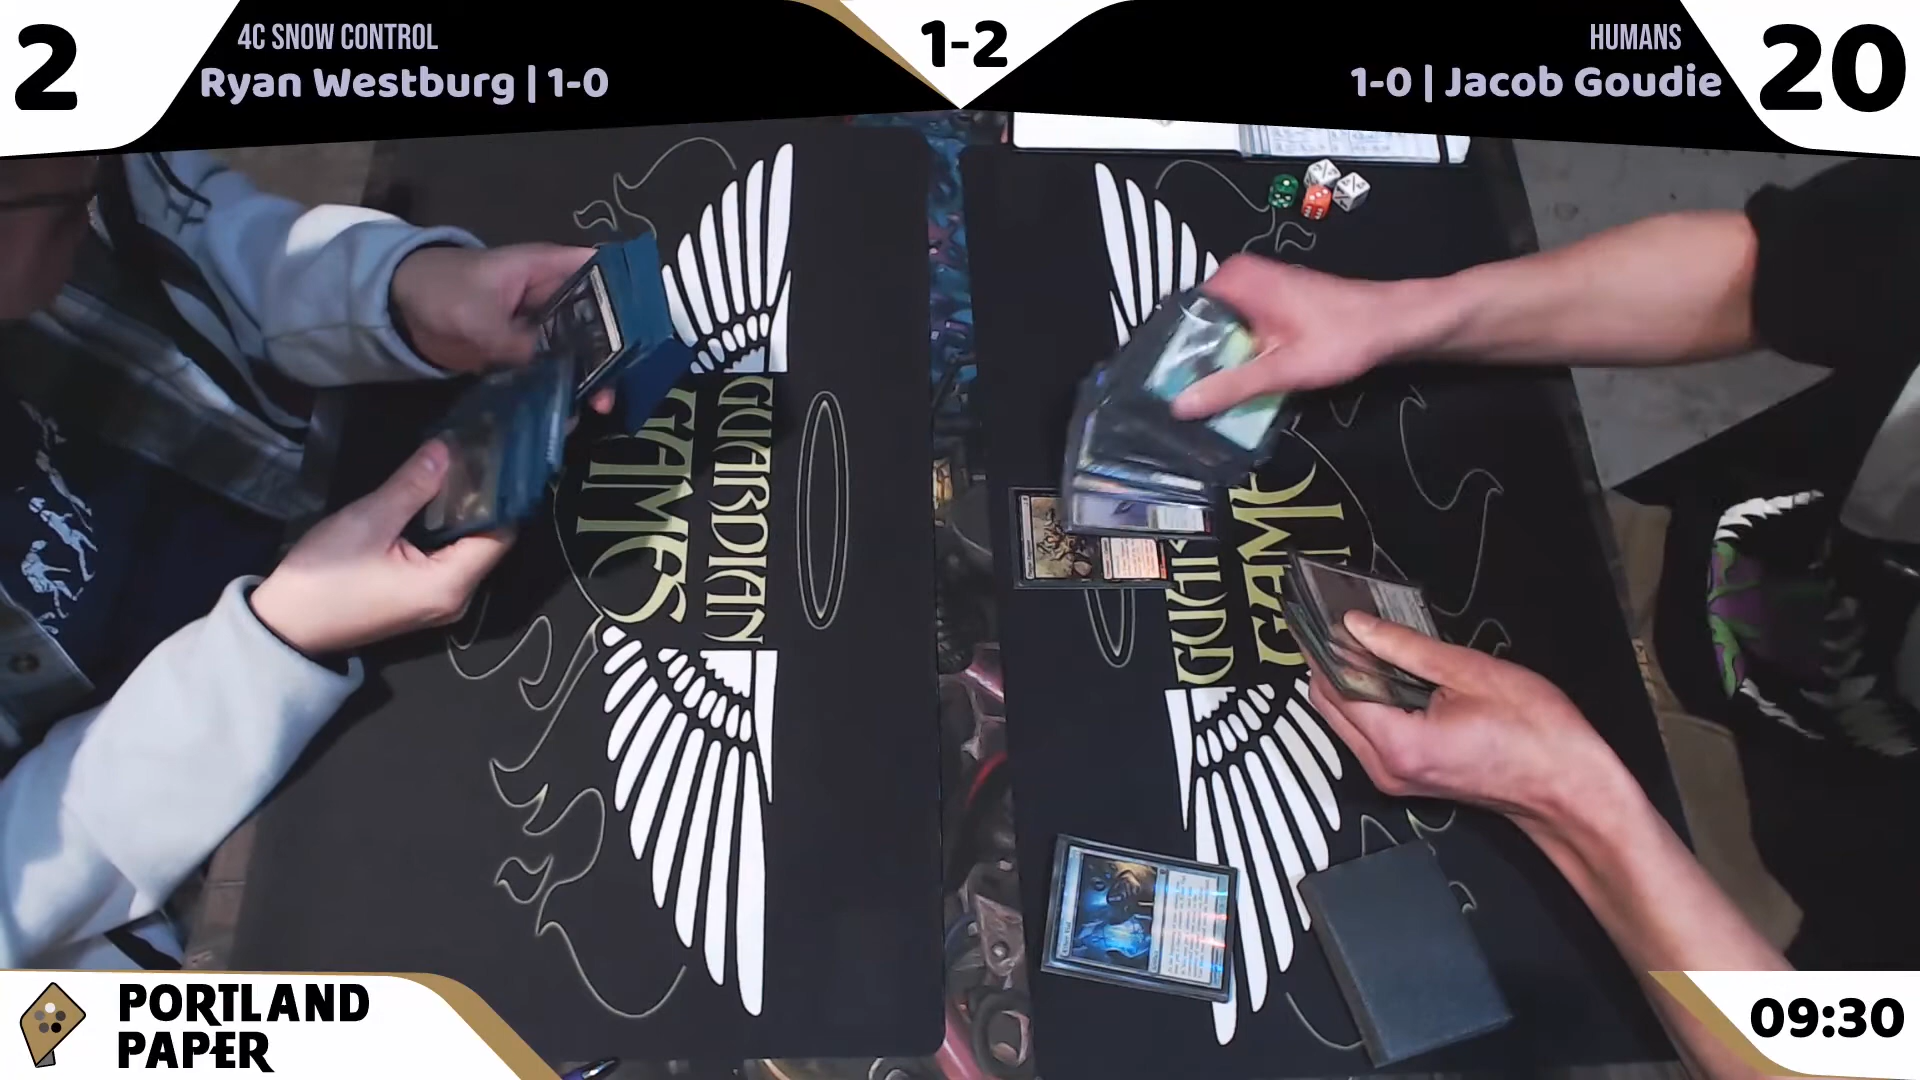 2
4C SNOW CONTROL
Ryan Westburg | 1-0
1-2
HUMANS
1-0 | Jacob Goudie
20
GUARDIAN
GAMES
GUARDIAN
GAMES
PORTLAND
PAPER
09:30